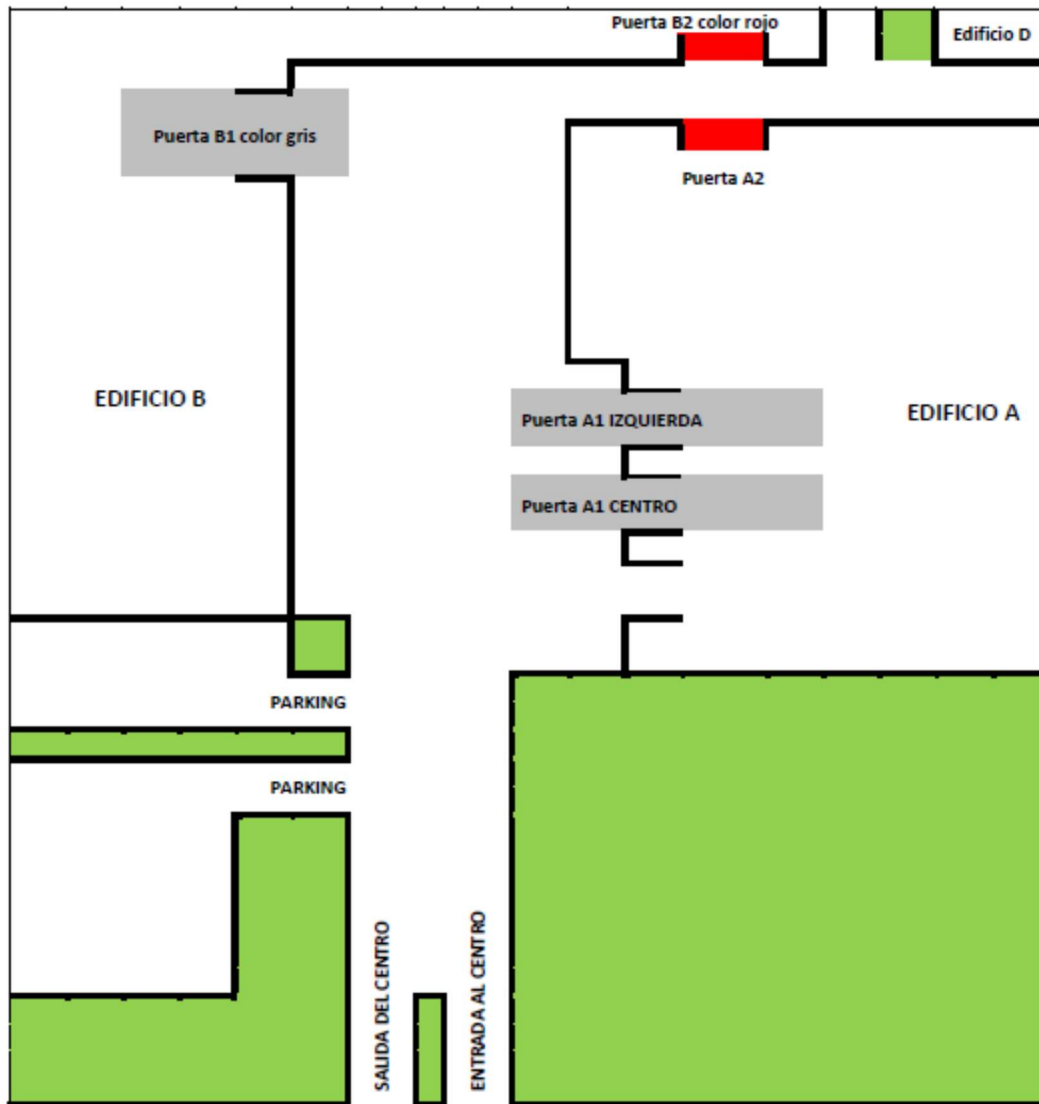 Puerta B2 color rojo
Edificio D
Puerta B1 color gris
Puerta A2
EDIFICIO B
EDIFICIO A
Puerta A1 IZQUIERDA
Puerta A1 CENTRO
PARKING
PARKING
SALIDA DEL CENTRO
ENTRADA AL CENTRO